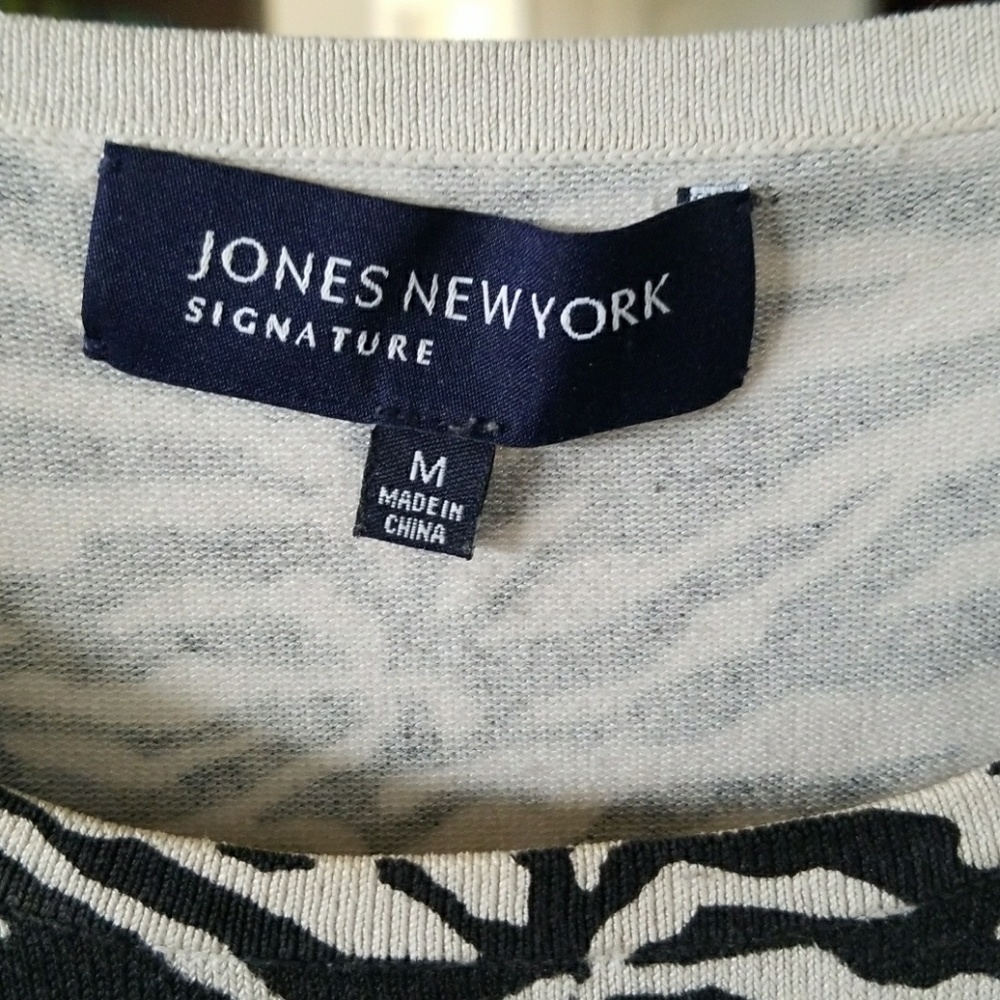 JONES NEW YORK
SIGNATURE
M
MADE IN
CHINA